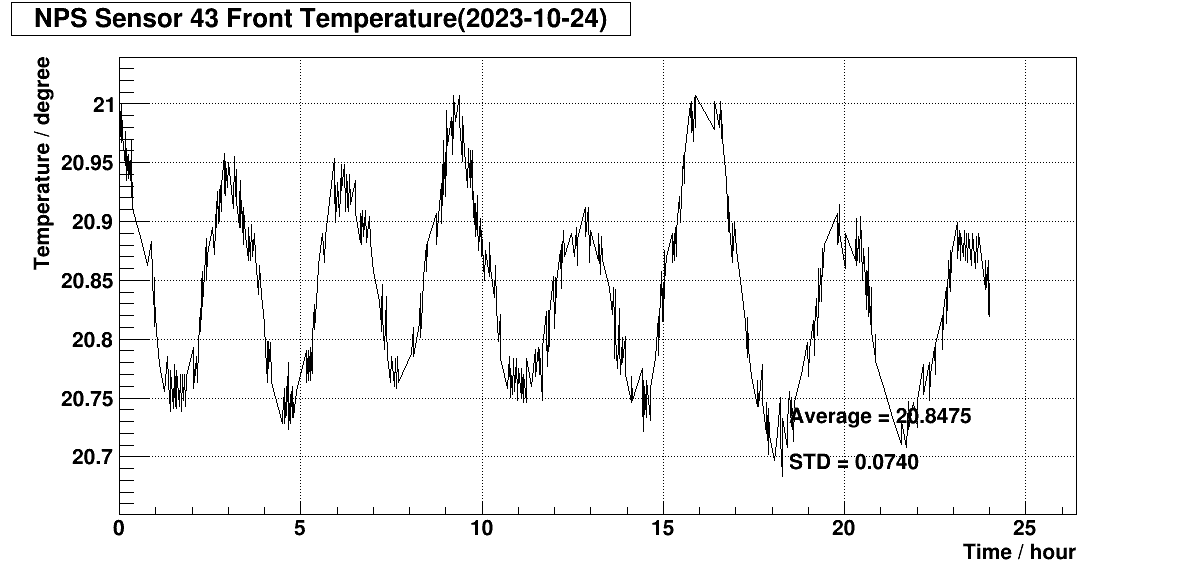 NPS Sensor 43 Front Temperature(2023-10-24)
Temperature / degree
21
20.95
20.9
20.85
20.8
20.75
20.7
Average = 20.8475
STD = 0.0740
0 5 10 15 20 25
Time / hour